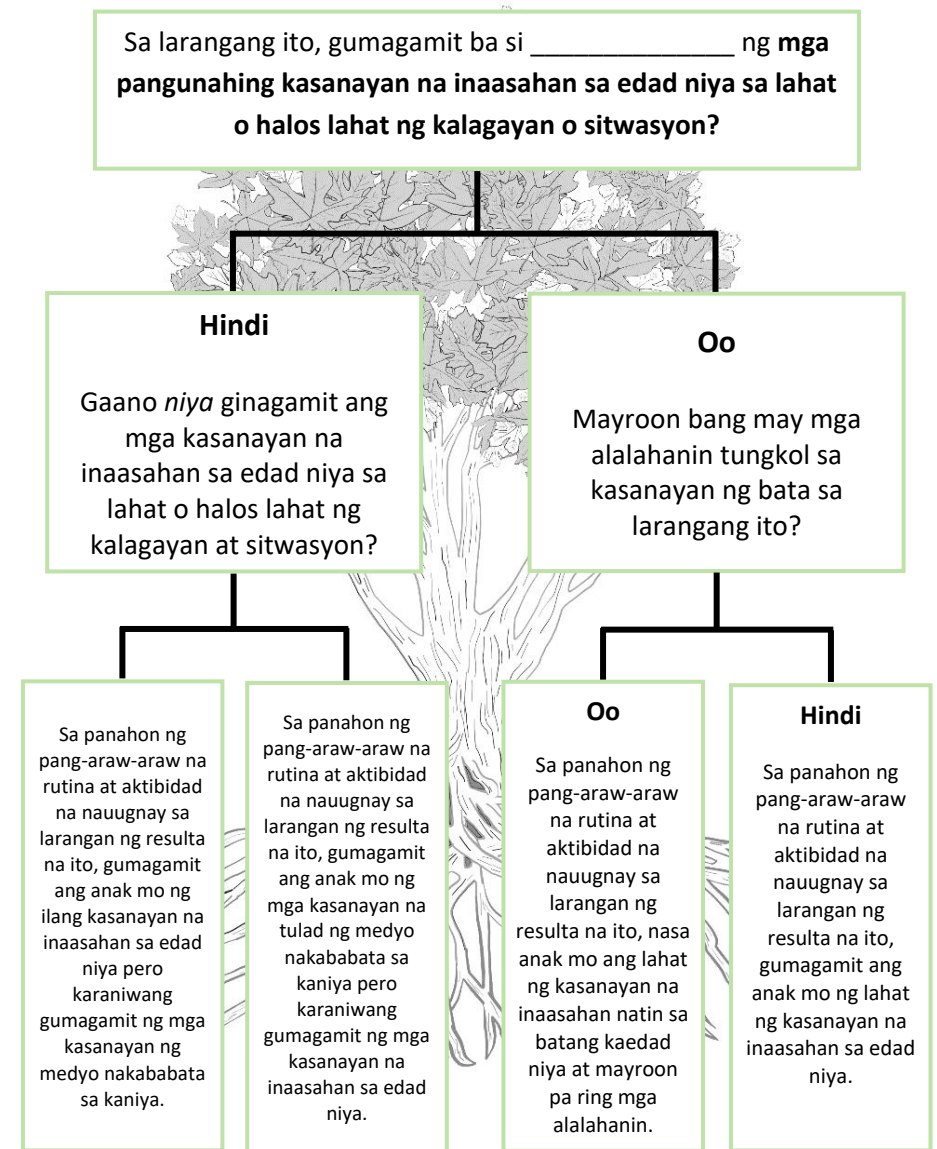 Sa larangang ito, gumagamit ba si _______________ ng mga
pangunahing kasanayan na inaasahan sa edad niya sa lahat
o halos lahat ng kalagayan o sitwasyon?
Hindi
Gaano niya ginagamit ang
mga kasanayan na
inaasahan sa edad niya sa
lahat o halos lahat ng
kalagayan at sitwasyon?
Oo
Mayroon bang may mga
alalahanin tungkol sa
kasanayan ng bata sa
larangang ito?
Sa panahon ng
pang-araw-araw na
rutina at aktibidad
na nauugnay sa
larangan ng resulta
na ito, gumagamit
ang anak mo ng
ilang kasanayan na
inaasahan sa edad
niya pero
karaniwang
gumagamit ng mga
kasanayan ng
medyo nakababata
sa kaniya.
Sa panahon ng
pang-araw-araw na
rutina at aktibidad
na nauugnay sa
larangan ng resulta
na ito, gumagamit
ang anak mo ng
mga kasanayan na
tulad ng medyo
nakababata sa
kaniya pero
karaniwang
gumagamit ng mga
kasanayan na
inaasahan sa edad
niya.
Oo
Sa panahon ng
pang-araw-araw
na rutina at
aktibidad na
nauugnay sa
larangan ng
resulta na ito, nasa
anak mo ang lahat
ng kasanayan na
inaasahan natin sa
batang kaedad
niya at mayroon
pa ring mga
alalahanin.
Hindi
Sa panahon ng
pang-araw-araw
na rutina at
aktibidad na
nauugnay sa
larangan ng
resulta na ito,
gumagamit ang
anak mo ng lahat
ng kasanayan na
inaasahan sa edad
niya.